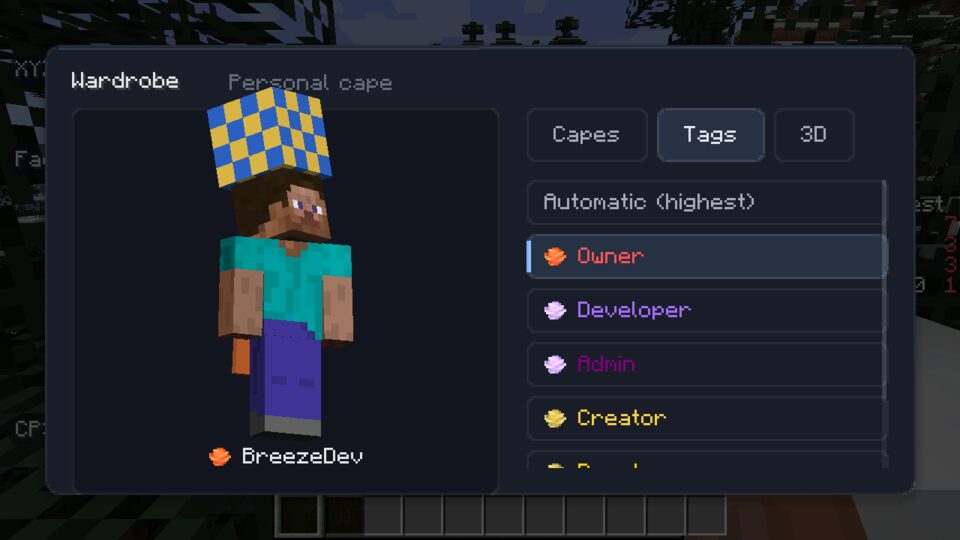 Wardrobe
Personal cape
Capes
Tags
3D
Automatic (highest)
Owner
Developer
Admin
Creator
BreezeDev